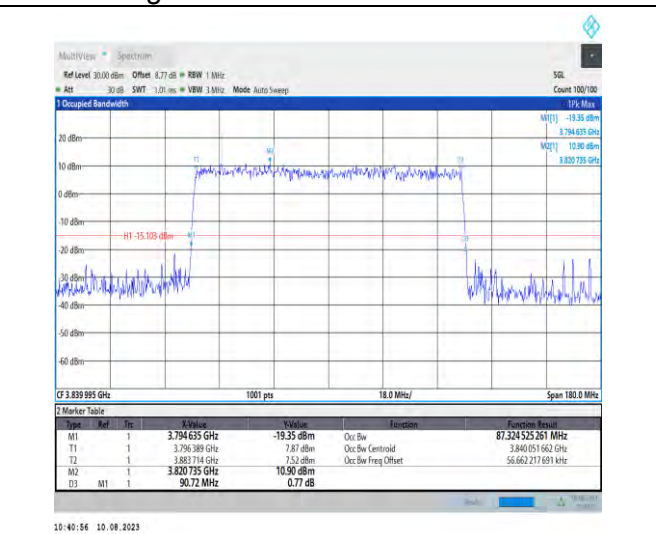 MultiView Spectrum
Ref Level 30.00 dBm Offset 8.77 dB RBW 1 MHz SGL
Att 30 dB SWT 1.01 ms VBW 3 MHz Mode Auto Sweep Count 100/100
1 Occupied Bandwidth 1Pk Max
M1[1] -19.35 dBm
3.794 635 GHz
20 dBm
M2[1] 10.90 dBm
3.820 735 GHz
M2
T1
10 dBm
0 dBm
-10 dBm
H1 -15.103 dBm M1
-20 dBm
-30 dBm
-40 dBm
-50 dBm
-60 dBm
CF 3.839 995 GHz 1001 pts 18.0 MHz/ Span 180.0 MHz
2 Marker Table
Type Ref Trc X-Value Y-Value Function Function Result
M1 1 3.794 635 GHz -19.35 dBm Occ Bw 87.324 525 261 MHz
T1 1 3.796 389 GHz 7.87 dBm Occ Bw Centroid 3.840 051 662 GHz
T2 1 3.883 714 GHz 7.52 dBm Occ Bw Freq Offset 56.662 217 691 kHz
M2 1 3.820 735 GHz 10.90 dBm
D3 M1 1 90.72 MHz 0.77 dB
10:40:56 10.08.2023